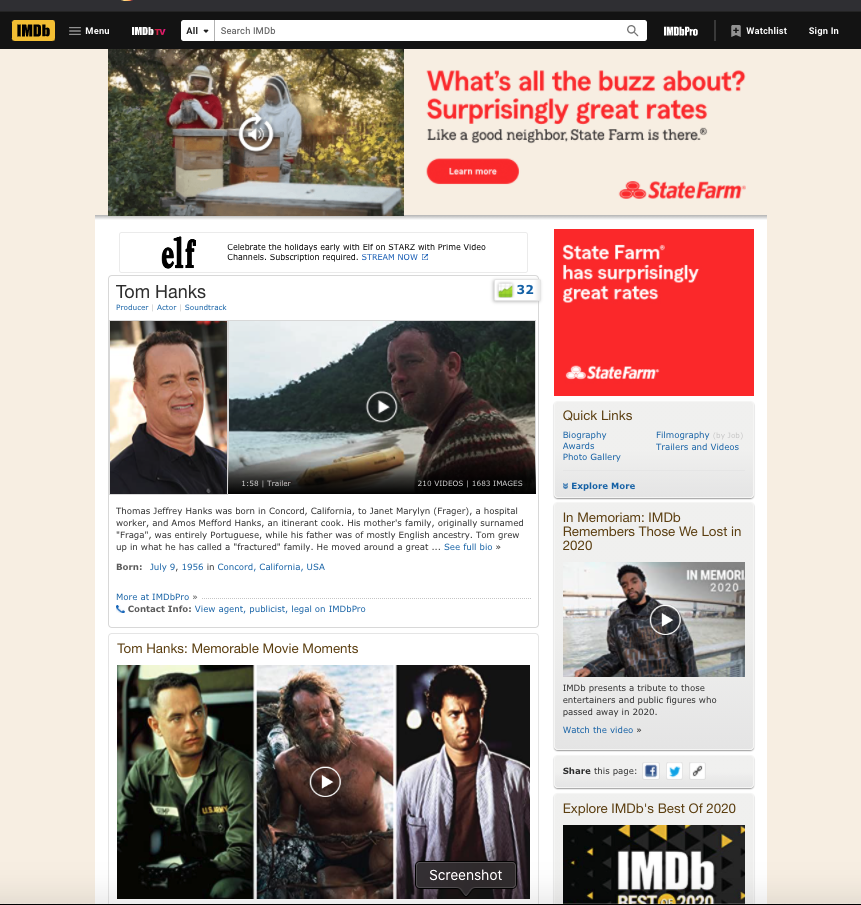 IMDb
Menu
IMDb TV
All
Search IMDb
IMDbPro
Watchlist
Sign In
What's all the buzz about?
Surprisingly great rates
Like a good neighbor, State Farm is there.®
Learn more
StateFarm®
elf
Celebrate the holidays early with Elf on STARZ with Prime Video
Channels. Subscription required. STREAM NOW
Tom Hanks
32
Producer | Actor | Soundtrack
1:58 | Trailer
210 VIDEOS | 1683 IMAGES
Thomas Jeffrey Hanks was born in Concord, California, to Janet Marylyn (Frager), a hospital
worker, and Amos Mefford Hanks, an itinerant cook. His mother's family, originally surnamed
"Fraga", was entirely Portuguese, while his father was of mostly English ancestry. Tom grew
up in what he has called a "fractured" family. He moved around a great ... See full bio »
Born: July 9, 1956 in Concord, California, USA
More at IMDbPro »
Contact Info: View agent, publicist, legal on IMDbPro
Tom Hanks: Memorable Movie Moments
COMP
U.S. ARMY
Screenshot
State Farm®
has surprisingly
great rates
StateFarm®
Quick Links
Biography
Awards
Photo Gallery
Filmography (by Job)
Trailers and Videos
Explore More
In Memoriam: IMDb
Remembers Those We Lost in
2020
IN MEMORI
2020
IMDb presents a tribute to those
entertainers and public figures who
passed away in 2020.
Watch the video »
Share this page:
Explore IMDb's Best Of 2020
IMDb
BEST OF 2020